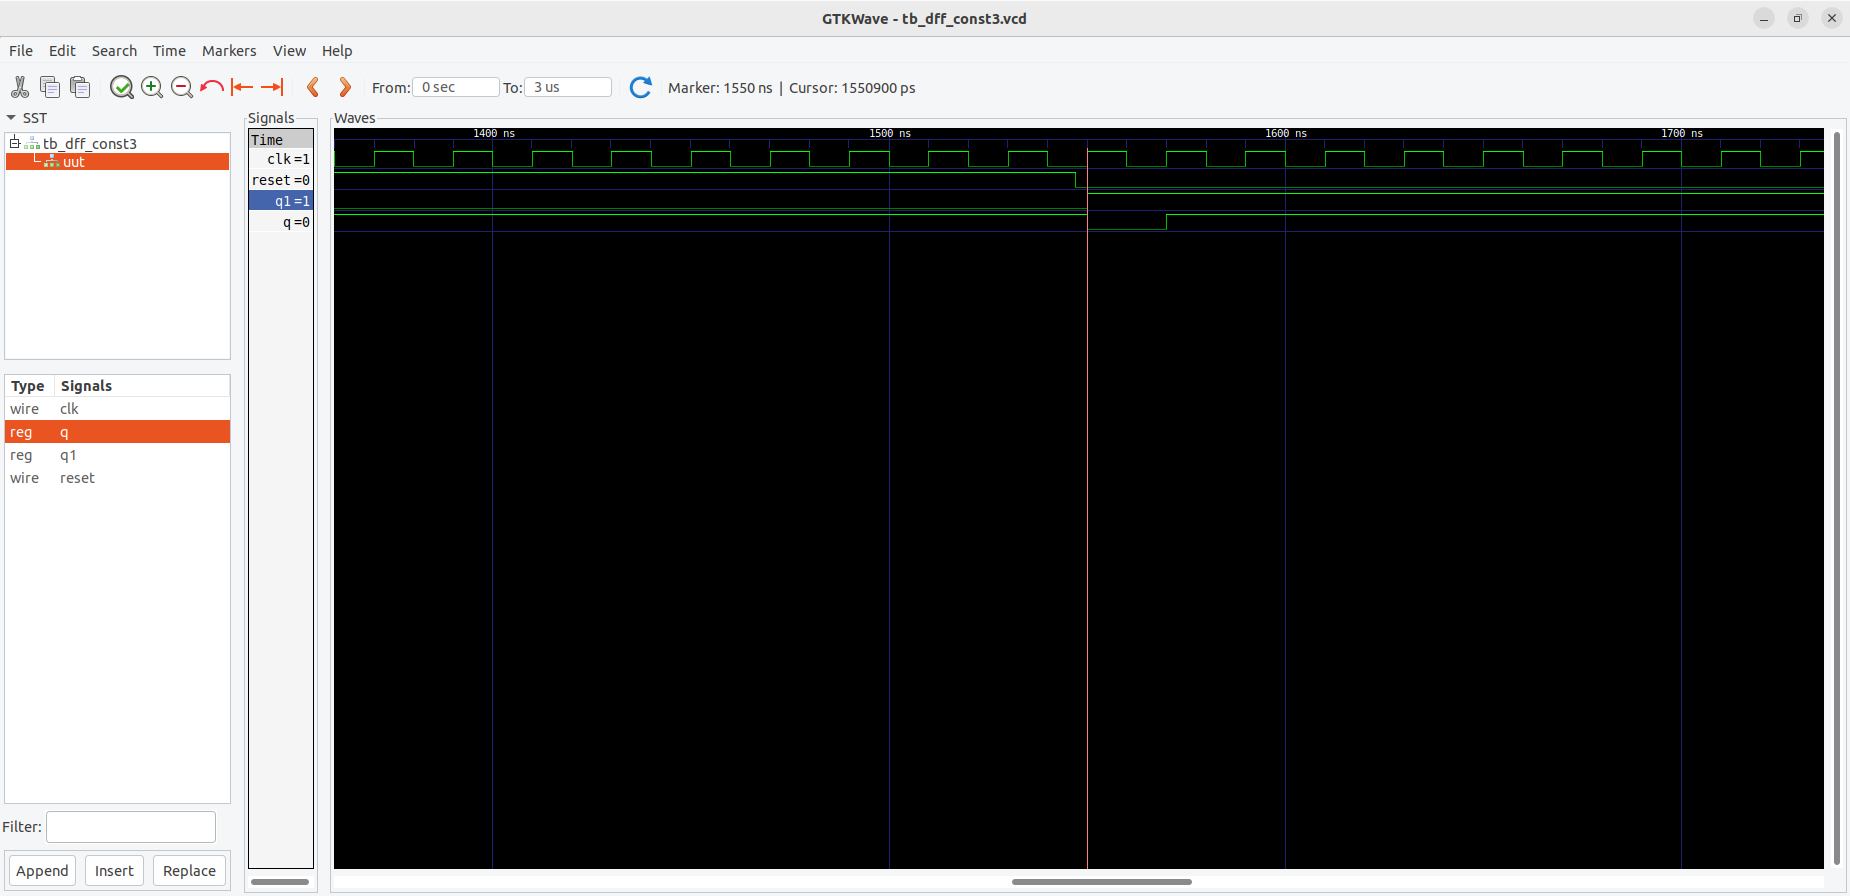 GTKWave - tb_dff_const3.vcd
File Edit Search Time Markers View Help
From: 0 sec To: 3 us Marker: 1550 ns | Cursor: 1550900 ps
SST
tb_dff_const3
uut
Type Signals
wire clk
reg q
reg q1
wire reset
Filter:
Append Insert Replace
Signals
Time
clk=1
reset=0
q1=1
q=0
Waves
1400 ns 1500 ns 1600 ns 1700 ns